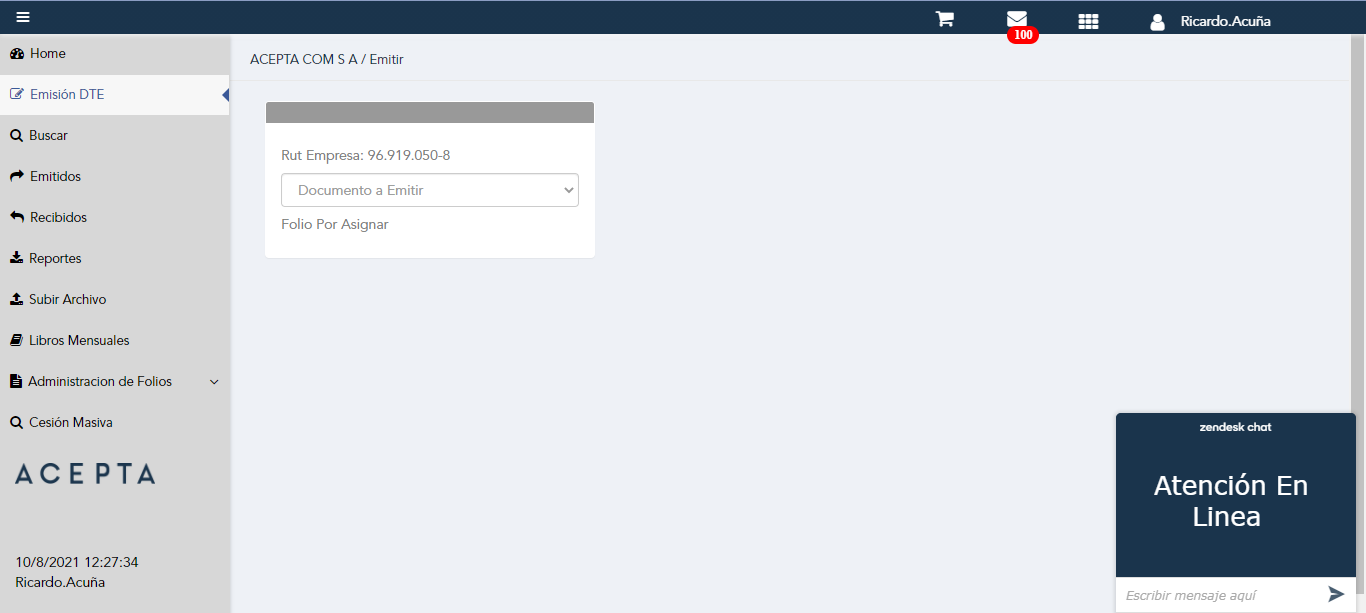 100
Ricardo.Acuña
Home
Emisión DTE
Buscar
Emitidos
Recibidos
Reportes
Subir Archivo
Libros Mensuales
Administracion de Folios
Cesión Masiva
ACEPTA
10/8/2021 12:27:34
Ricardo.Acuña
ACEPTA COM S A / Emitir
Rut Empresa: 96.919.050-8
Documento a Emitir
Folio Por Asignar
zendesk chat
Atención En
Linea
Escribir mensaje aquí